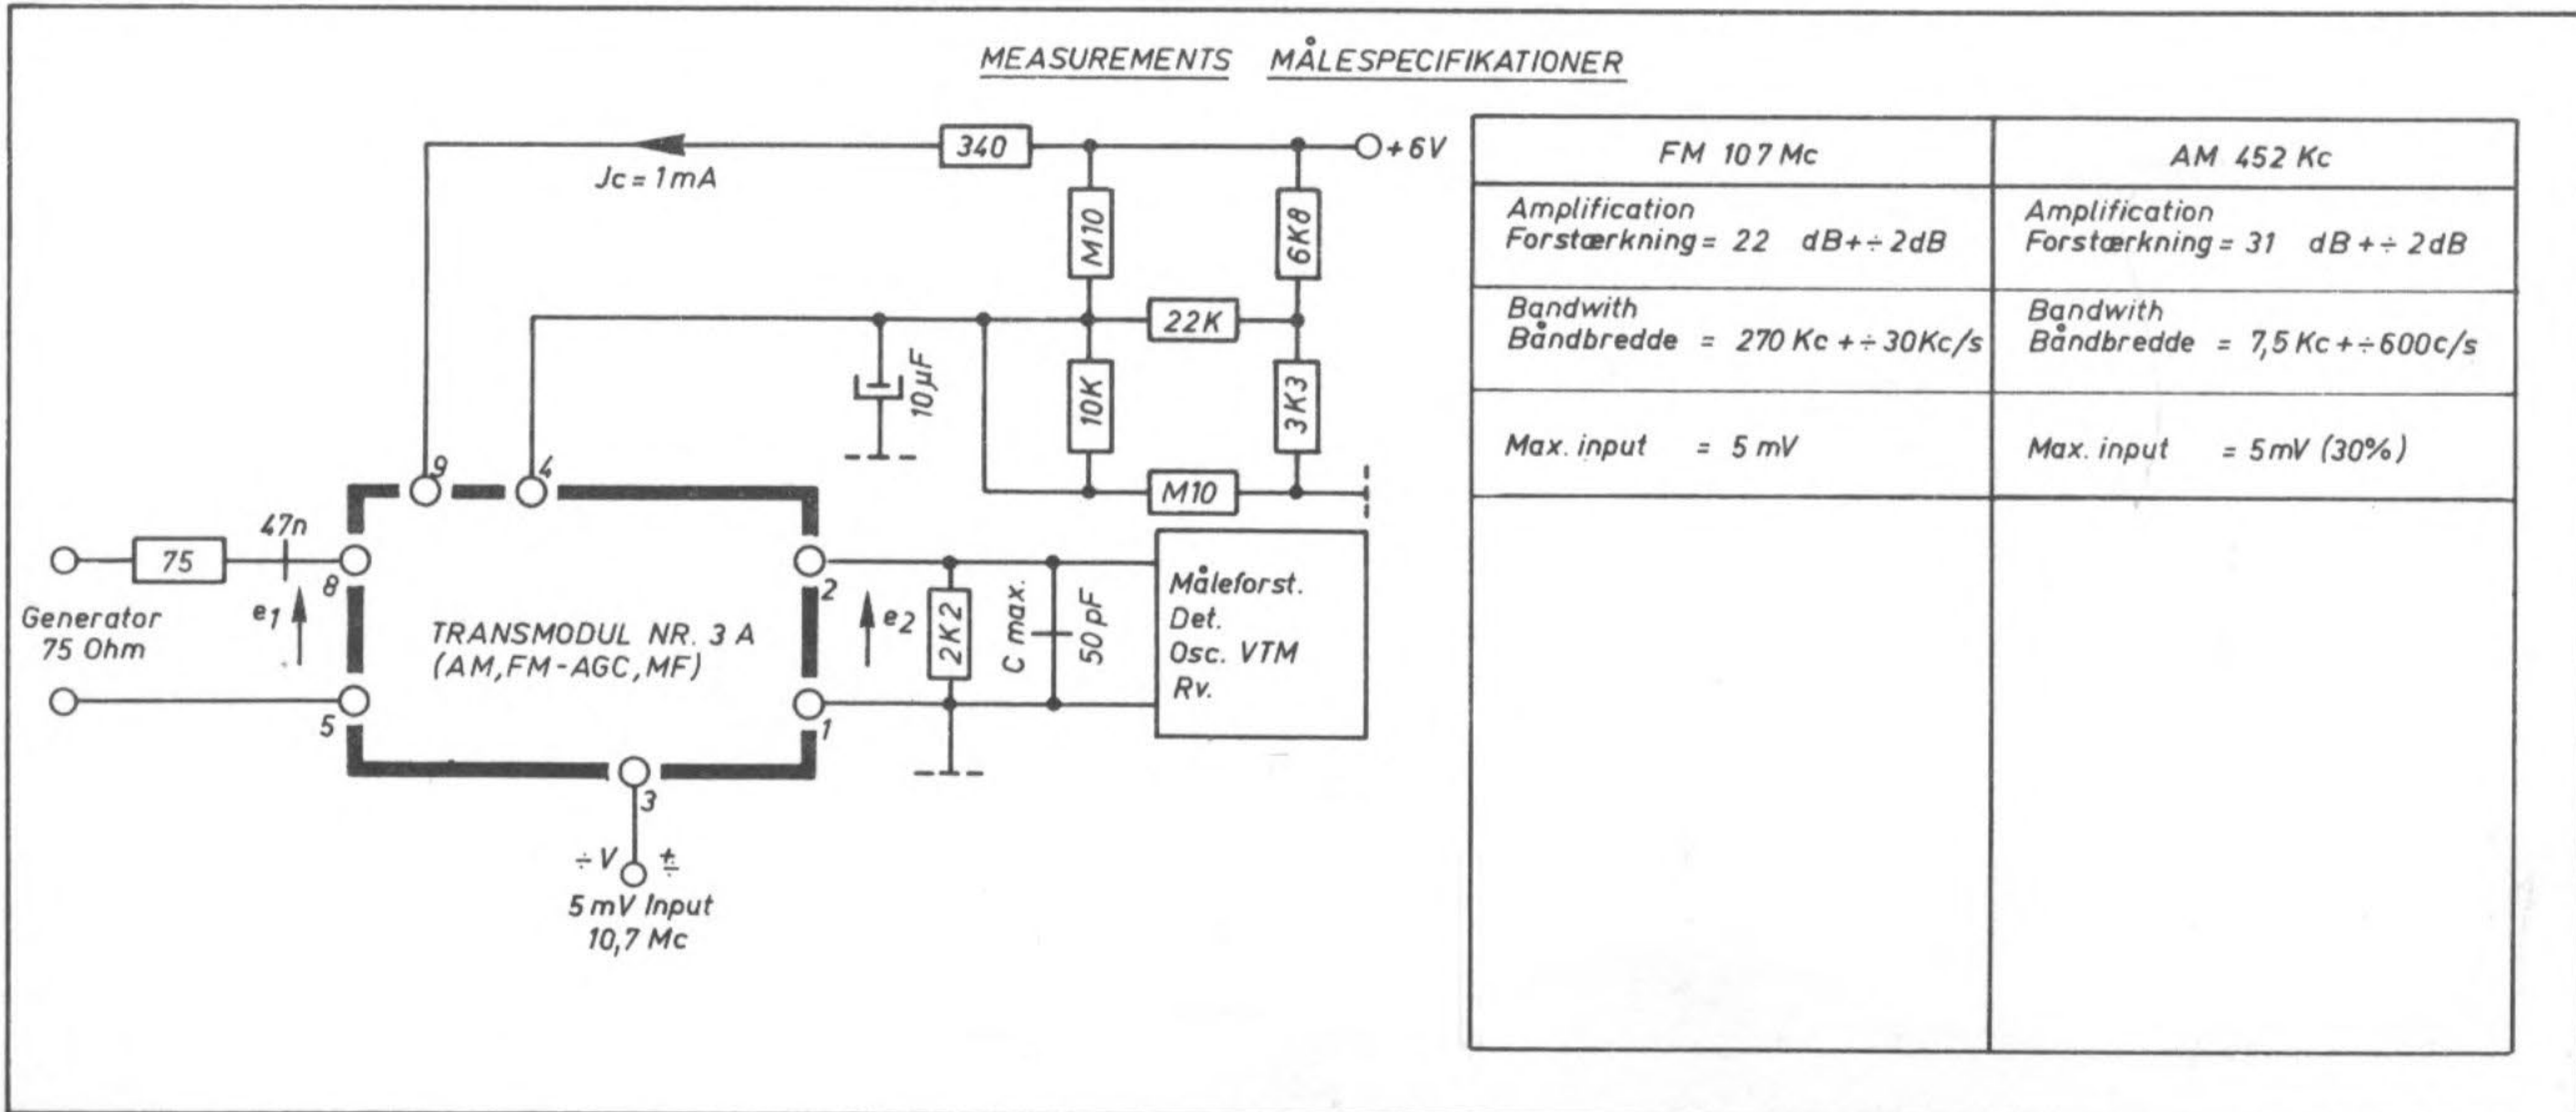 MEASUREMENTS MÅLESPECIFIKATIONER
340
+6V
Jc = 1mA
M10
6K8
22K
10µF
10K
3K3
M10
9
4
47n
75
8
2
e1
e2
2K2
C max.
50pF
Generator
75 Ohm
TRANSMODUL NR. 3 A
(AM,FM-AGC,MF)
Måleforst.
Det.
Osc. VTM
Rv.
5
1
3
÷V ±
5mV Input
10,7 Mc
FM 107 Mc
AM 452 Kc
Amplification
Forstærkning = 22 dB+÷2dB
Amplification
Forstærkning = 31 dB+÷2dB
Bandwith
Båndbredde = 270 Kc+÷30Kc/s
Bandwith
Båndbredde = 7,5 Kc+÷600c/s
Max. input = 5 mV
Max. input = 5mV (30%)